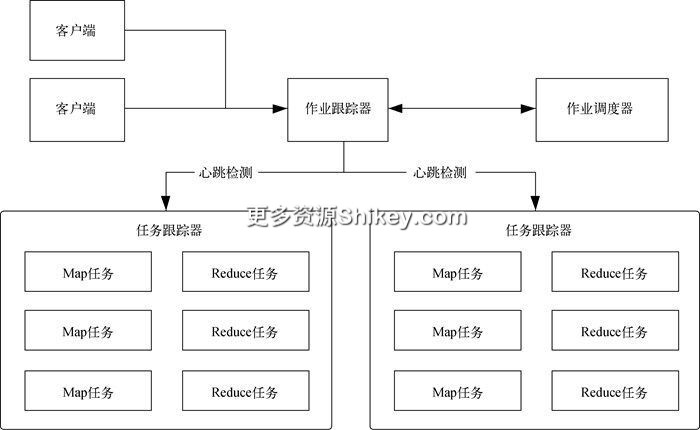 客户端
客户端
作业跟踪器
作业调度器
心跳检测
心跳检测
更多资源Shikey.com
任务跟踪器
任务跟踪器
Map任务
Reduce任务
Map任务
Reduce任务
Map任务
Reduce任务
Map任务
Reduce任务
Map任务
Reduce任务
Map任务
Reduce任务